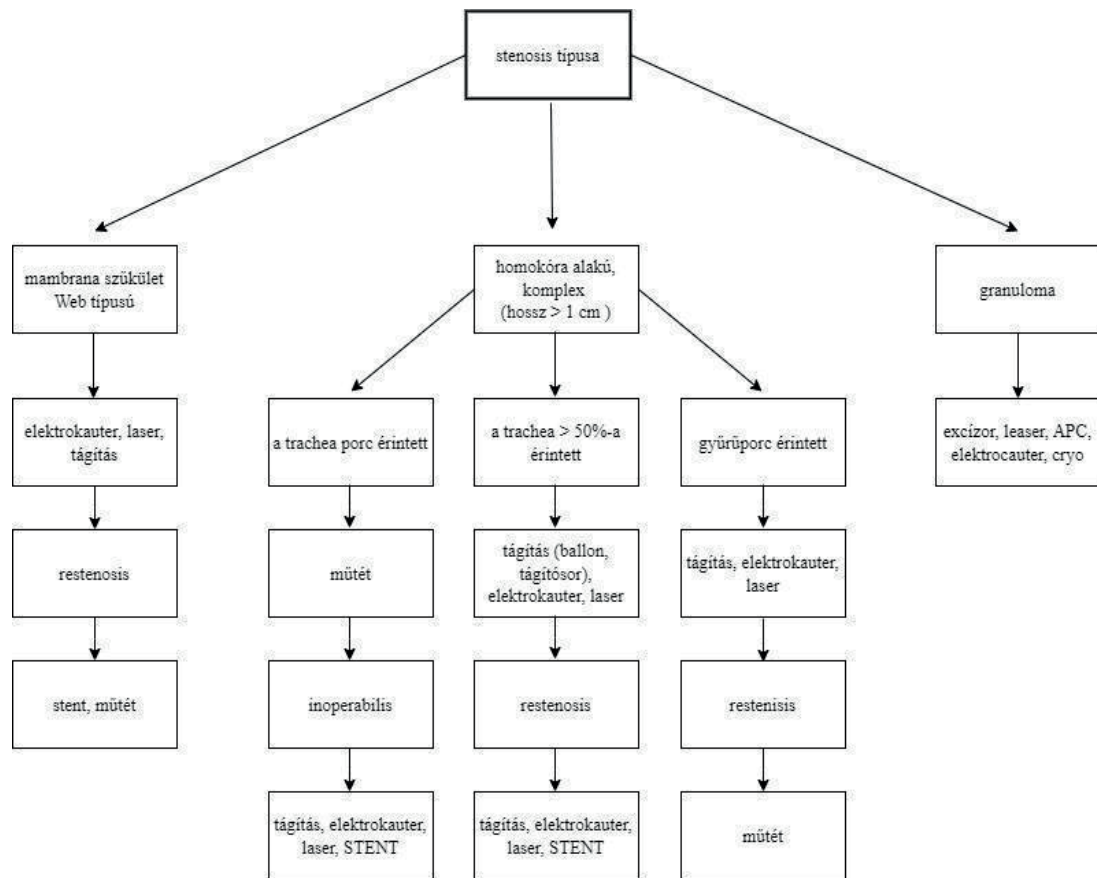 stenosis típusa
mambrana szűkület
Web típusú
homokóra alakú,
komplex
(hossz > 1 cm )
granuloma
elektrokauter, laser,
tágítás
a trachea porc érintett
a trachea > 50%-a
érintett
gyűrűporc érintett
excízor, leaser, APC,
elektrocauter, cryo
restenosis
műtét
tágítás (ballon,
tágítósor),
elektrokauter, laser
tágítás, elektrokauter,
laser
stent, műtét
inoperabilis
restenosis
restenisis
tágítás, elektrokauter,
laser, STENT
tágítás, elektrokauter,
laser, STENT
műtét